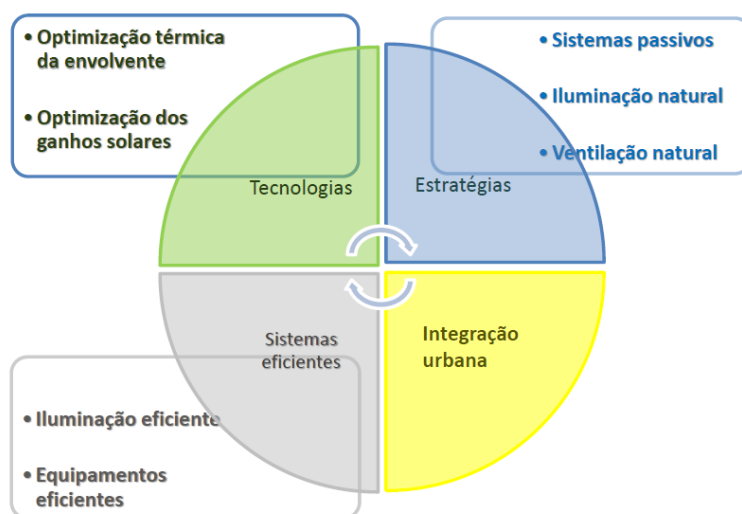 • Optimização térmica
da envolvente
• Optimização dos
ganhos solares
• Sistemas passivos
• Iluminação natural
• Ventilação natural
Tecnologias
Estratégias
Sistemas
eficientes
Integração
urbana
• Iluminação eficiente
• Equipamentos
eficientes